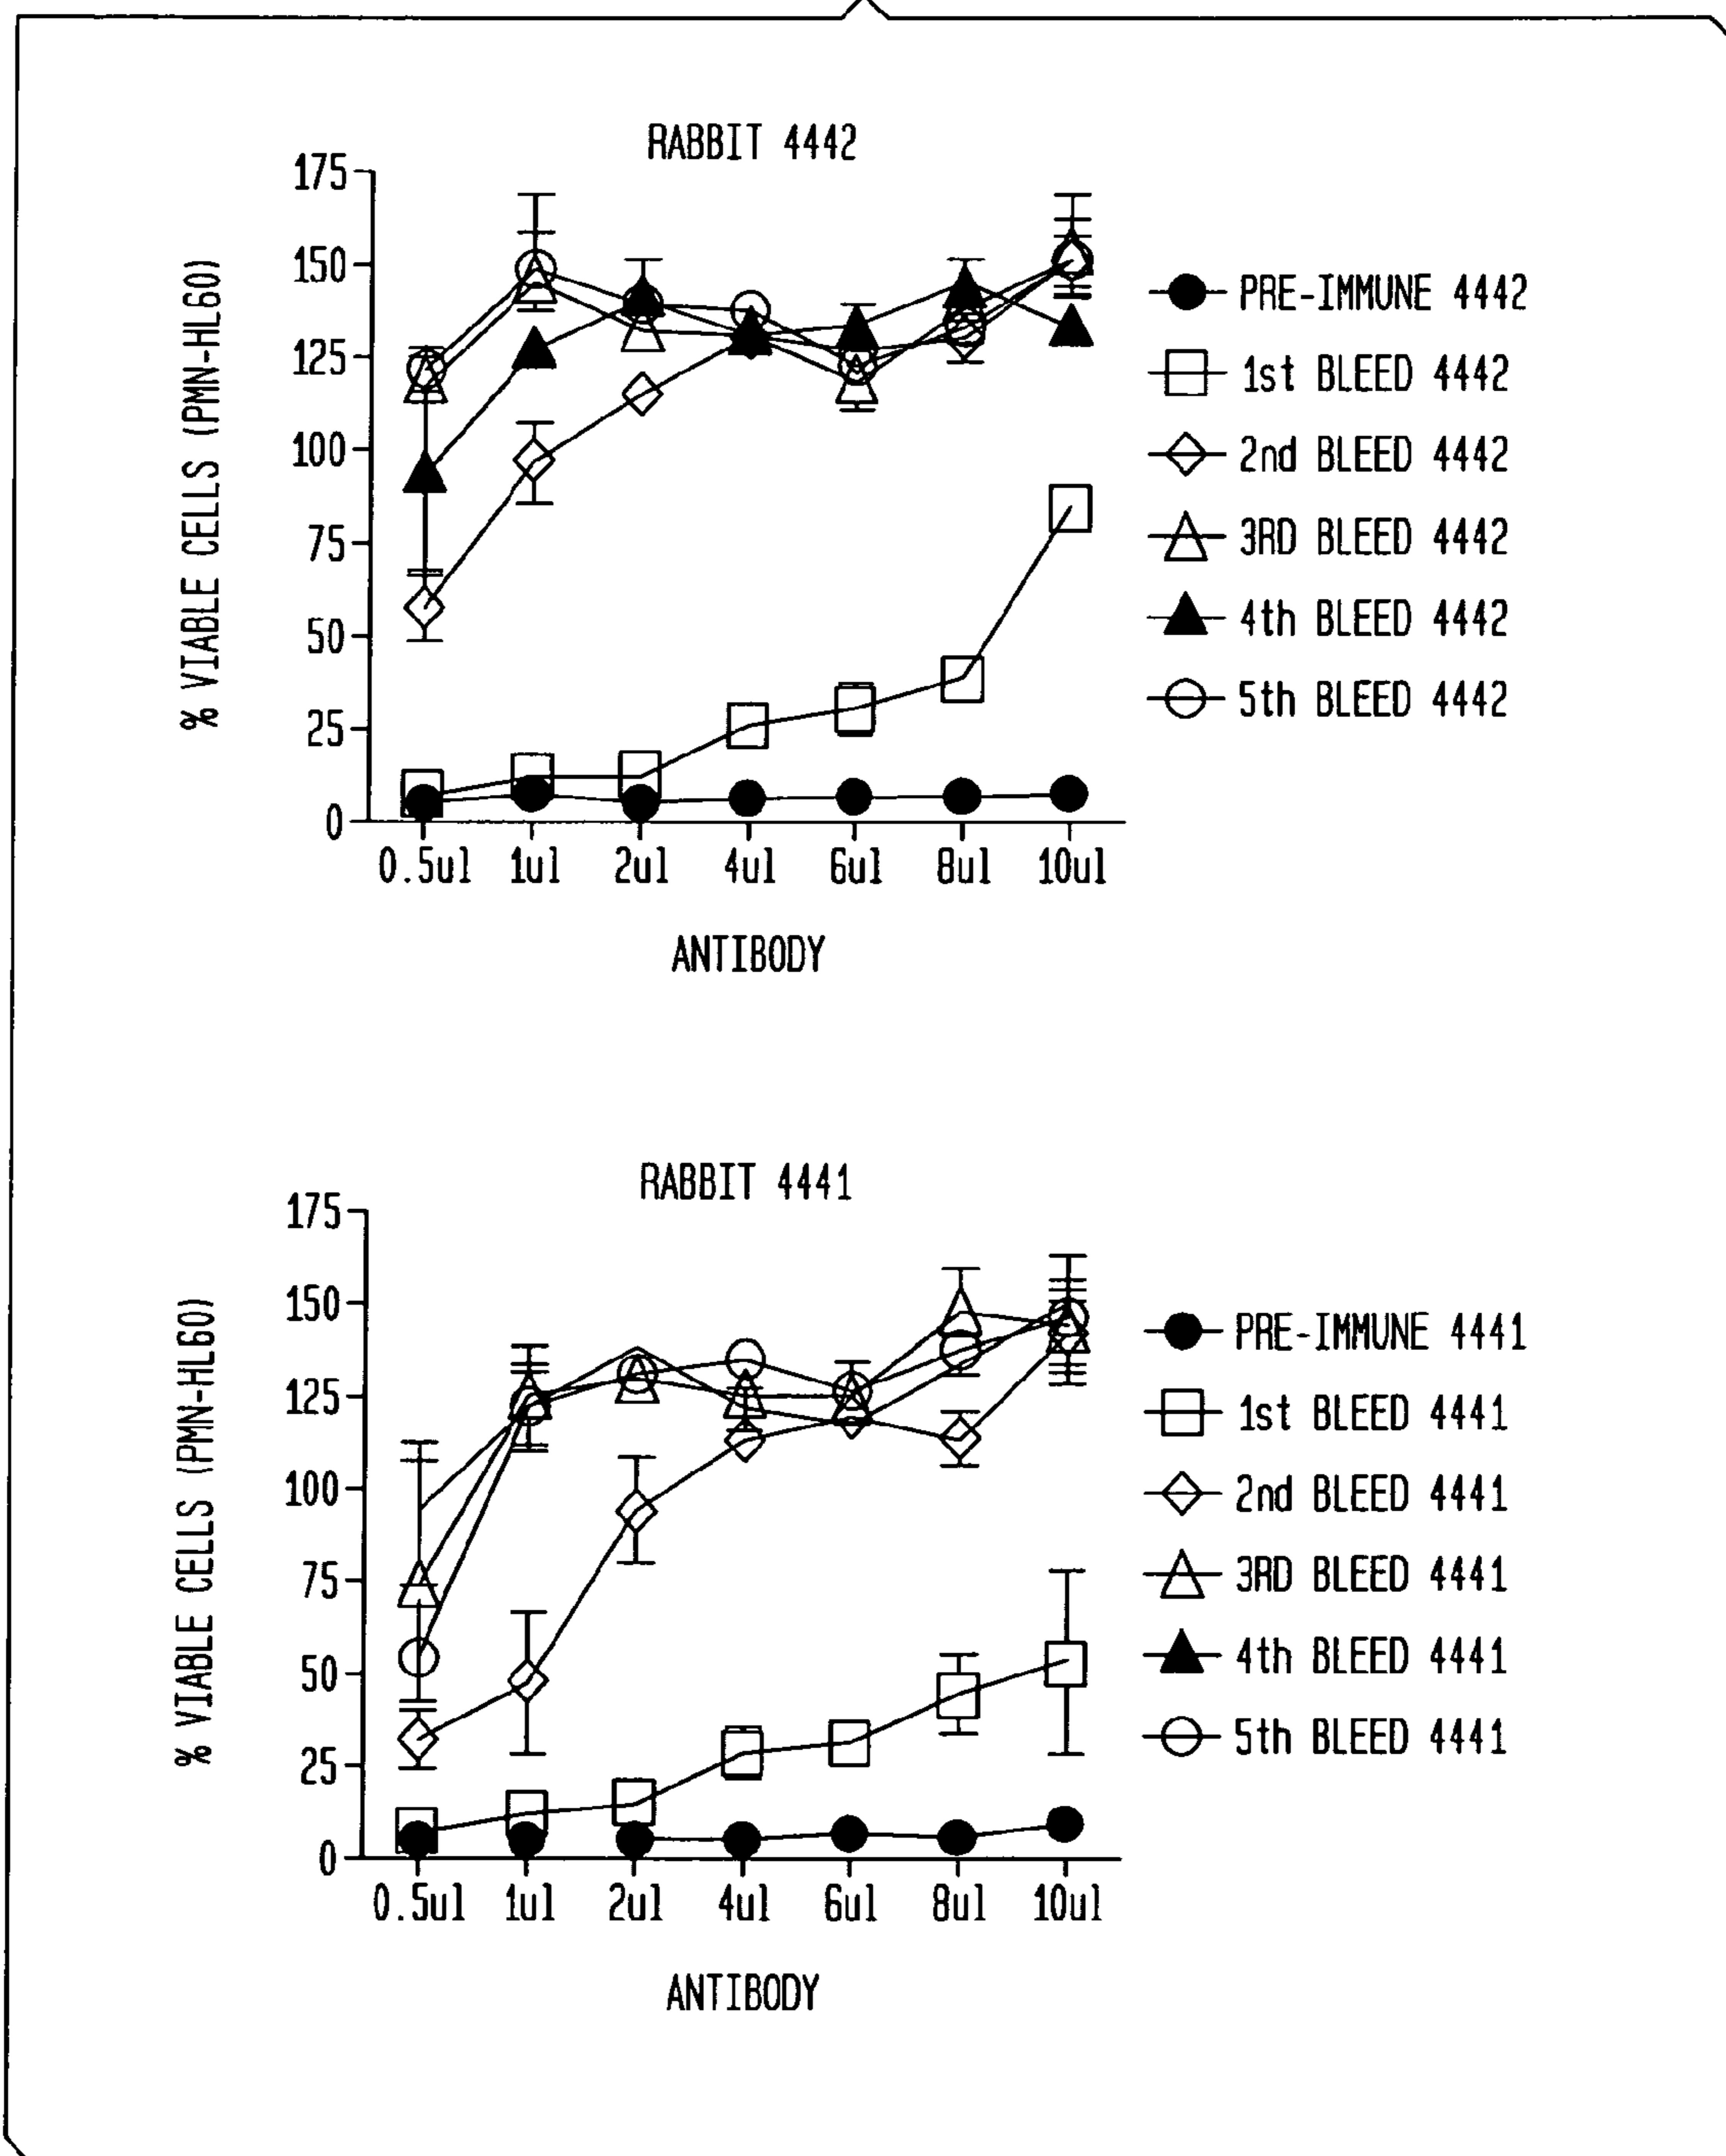 RABBIT 4442
% VIABLE CELLS (PMN-HL60)
175
150
125
100
75
50
25
0
0.5ul 1ul 2ul 4ul 6ul 8ul 10ul
ANTIBODY
PRE-IMMUNE 4442
1st BLEED 4442
2nd BLEED 4442
3RD BLEED 4442
4th BLEED 4442
5th BLEED 4442
RABBIT 4441
% VIABLE CELLS (PMN-HL60)
175
150
125
100
75
50
25
0
0.5ul 1ul 2ul 4ul 6ul 8ul 10ul
ANTIBODY
PRE-IMMUNE 4441
1st BLEED 4441
2nd BLEED 4441
3RD BLEED 4441
4th BLEED 4441
5th BLEED 4441